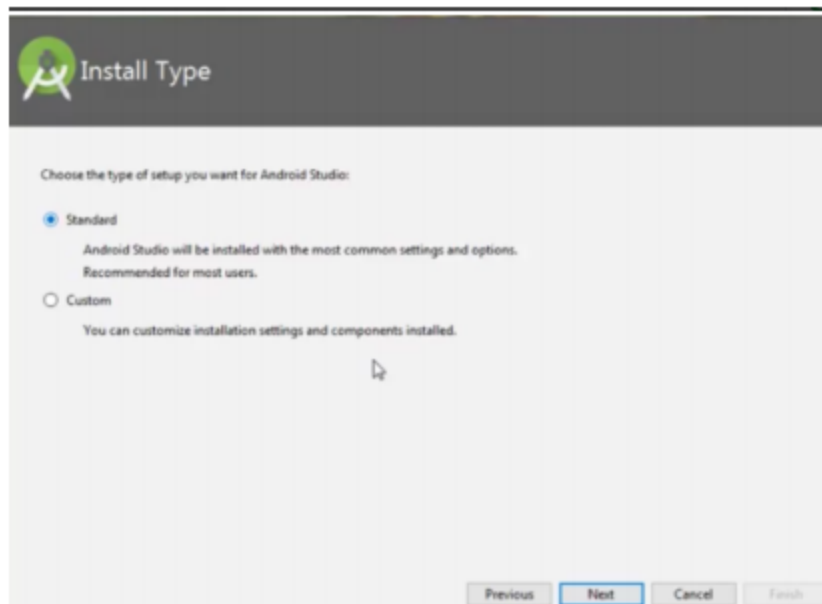 Install Type
Choose the type of setup you want for Android Studio:
Standard
Android Studio will be installed with the most common settings and options.
Recommended for most users.
Custom
You can customize installation settings and components installed.
Previous
Next
Cancel
Finish